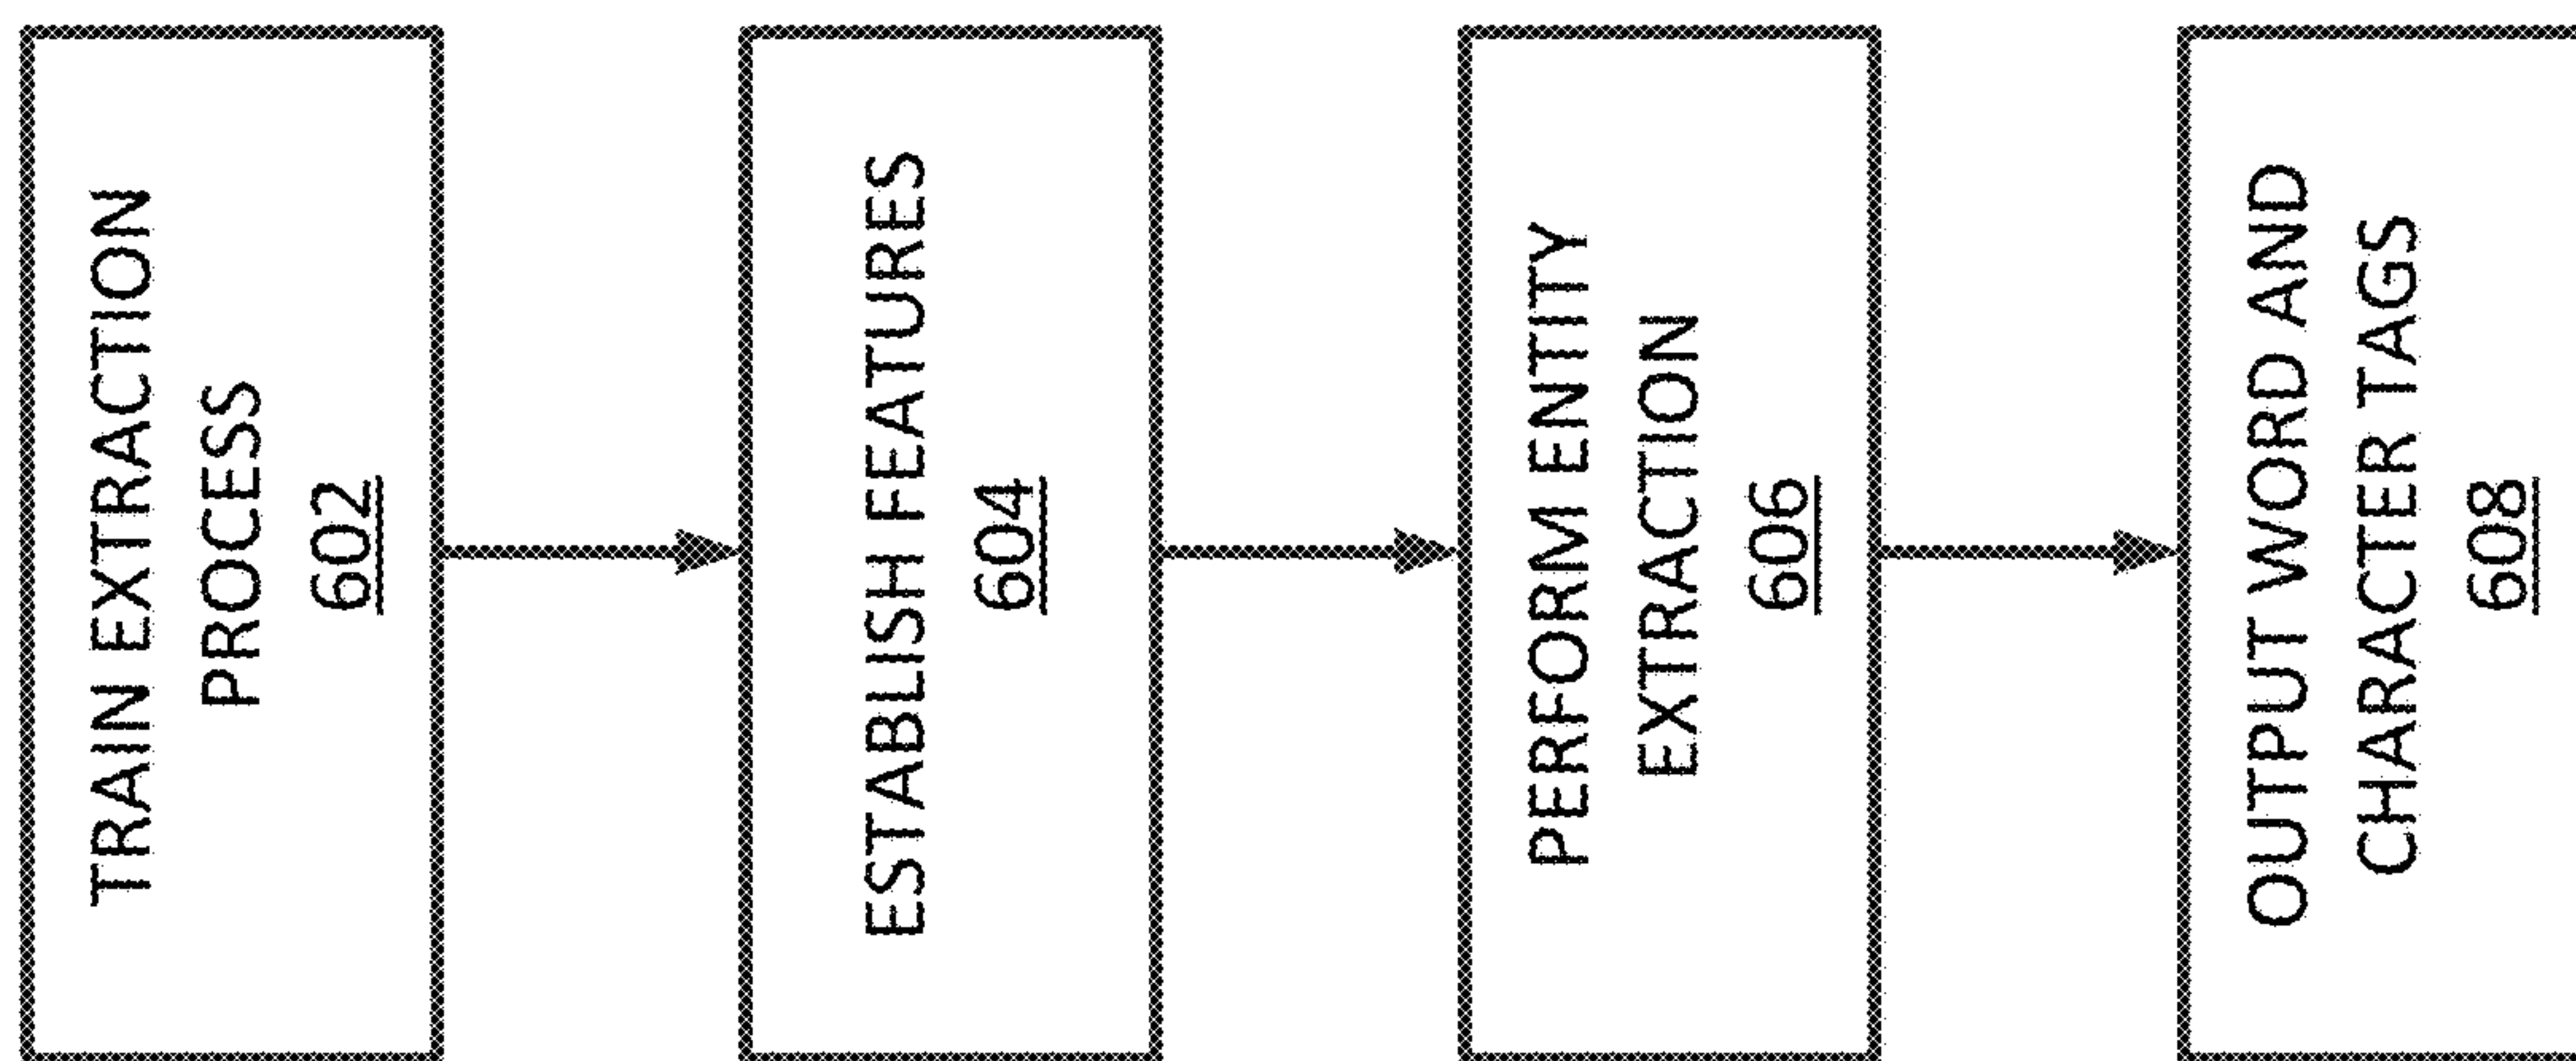 TRAIN EXTRACTION
PROCESS
602
ESTABLISH FEATURES
604
PERFORM ENTITY
EXTRACTION
606
OUTPUT WORD AND
CHARACTER TAGS
608